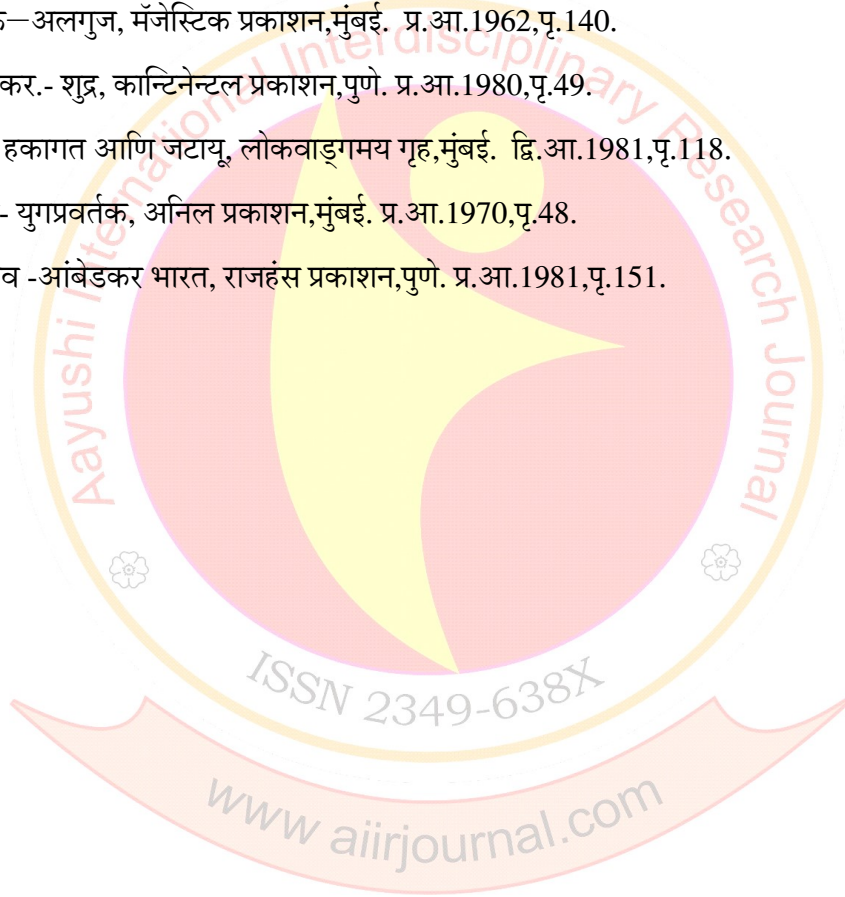 –अलगुज, मॅजेस्टिक प्रकाशन,मुंबई. प्र.आ.1962,पृ.140.
कर.- शुद्र, कान्टिनेन्टल प्रकाशन,पुणे. प्र.आ.1980,पृ.49.
हकागत आणि जटायू, लोकवाड्गमय गृह,मुंबई. द्वि.आ.1981,पृ.118.
- युगप्रवर्तक, अनिल प्रकाशन,मुंबई. प्र.आ.1970,पृ.48.
व -आंबेडकर भारत, राजहंस प्रकाशन,पुणे. प्र.आ.1981,पृ.151.
Aayushi International Interdisciplinary Research Journal
ISSN 2349-638X
www aiirjournal.com